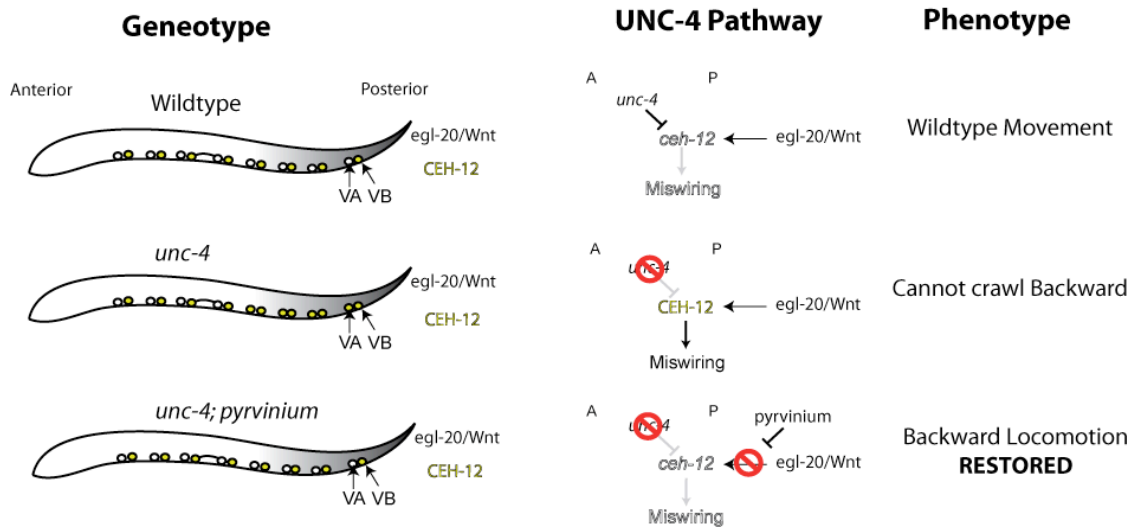 Geneotype
UNC-4 Pathway
Phenotype
Anterior
Wildtype
Posterior
egl-20/Wnt
CEH-12
VA VB
A P
unc-4
ceh-12
egl-20/Wnt
Miswiring
Wildtype Movement
unc-4
egl-20/Wnt
CEH-12
VA VB
A P
unc-4
CEH-12
egl-20/Wnt
Miswiring
Cannot crawl Backward
unc-4; pyrvinium
egl-20/Wnt
CEH-12
VA VB
A P
unc-4
pyrvinium
ceh-12
egl-20/Wnt
Miswiring
Backward Locomotion
RESTORED